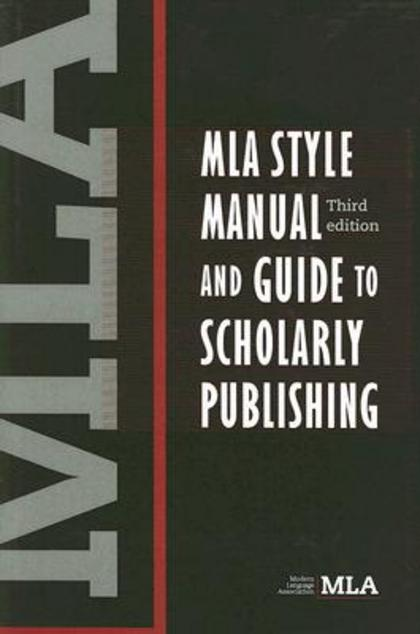 MLA
MLA STYLE
MANUAL
Third
edition
AND GUIDE TO
SCHOLARLY
PUBLISHING
Modern
Language
Association
MLA